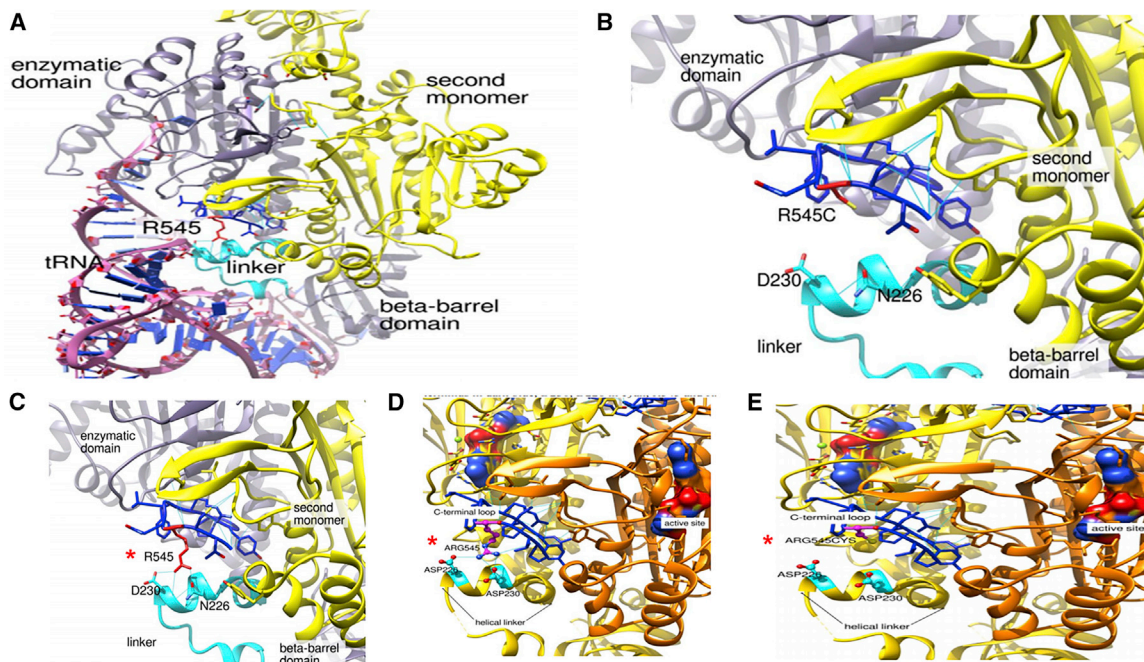 A
enzymatic
domain
second
monomer
R545
tRNA
linker
beta-barrel
domain
B
enzymatic
domain
second
monomer
R545C
D230
N226
linker
beta-barrel
domain
C
enzymatic
domain
second
monomer
*
R545
D230
N226
linker
beta-barrel
domain
D
C-terminal loop
active site
*
ARG545
ASP226
ASP230
helical linker
E
C-terminal loop
active site
*
ARG545CYS
ASP226
ASP230
helical linker